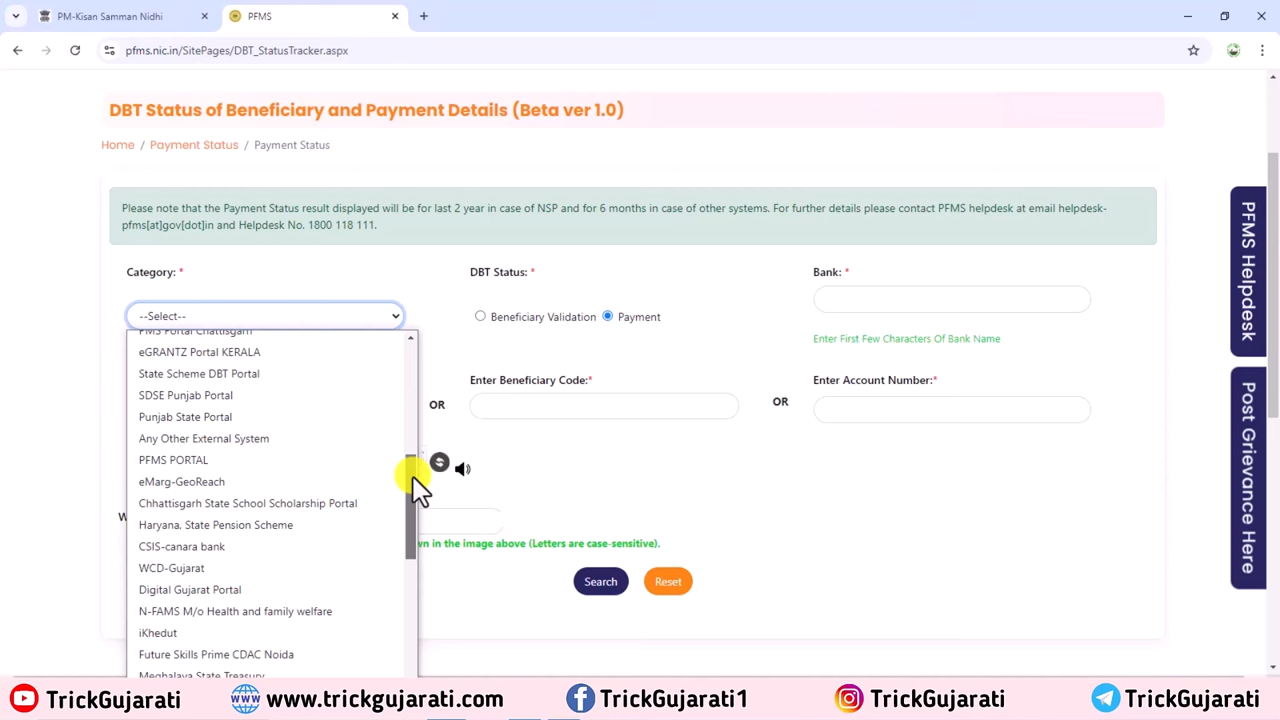 PM-Kisan Samman Nidhi
PFMS
pfms.nic.in/SitePages/DBT_StatusTracker.aspx
DBT Status of Beneficiary and Payment Details (Beta ver 1.0)
Home / Payment Status / Payment Status
Please note that the Payment Status result displayed will be for last 2 year in case of NSP and for 6 months in case of other systems. For further details please contact PFMS helpdesk at email helpdesk-
pfms[at]gov[dot]in and Helpdesk No. 1800 118 111.
Category: *
DBT Status: *
Bank: *
--Select--
Beneficiary Validation
Payment
Enter First Few Characters Of Bank Name
PMS Portal Chattisgarh
eGRANTZ Portal KERALA
State Scheme DBT Portal
SDSE Punjab Portal
Punjab State Portal
Any Other External System
PFMS PORTAL
eMarg-GeoReach
Chhattisgarh State School Scholarship Portal
Haryana, State Pension Scheme
CSIS-canara bank
WCD-Gujarat
Digital Gujarat Portal
N-FAMS M/o Health and family welfare
iKhedut
Future Skills Prime CDAC Noida
Meghalaya State Treasury
OR
Enter Beneficiary Code:*
OR
Enter Account Number:*
W
wn in the image above (Letters are case-sensitive).
Search
Reset
PFMS Helpdesk
Post Grievance Here
TrickGujarati
www.trickgujarati.com
TrickGujarati1
TrickGujarati
TrickGujarati